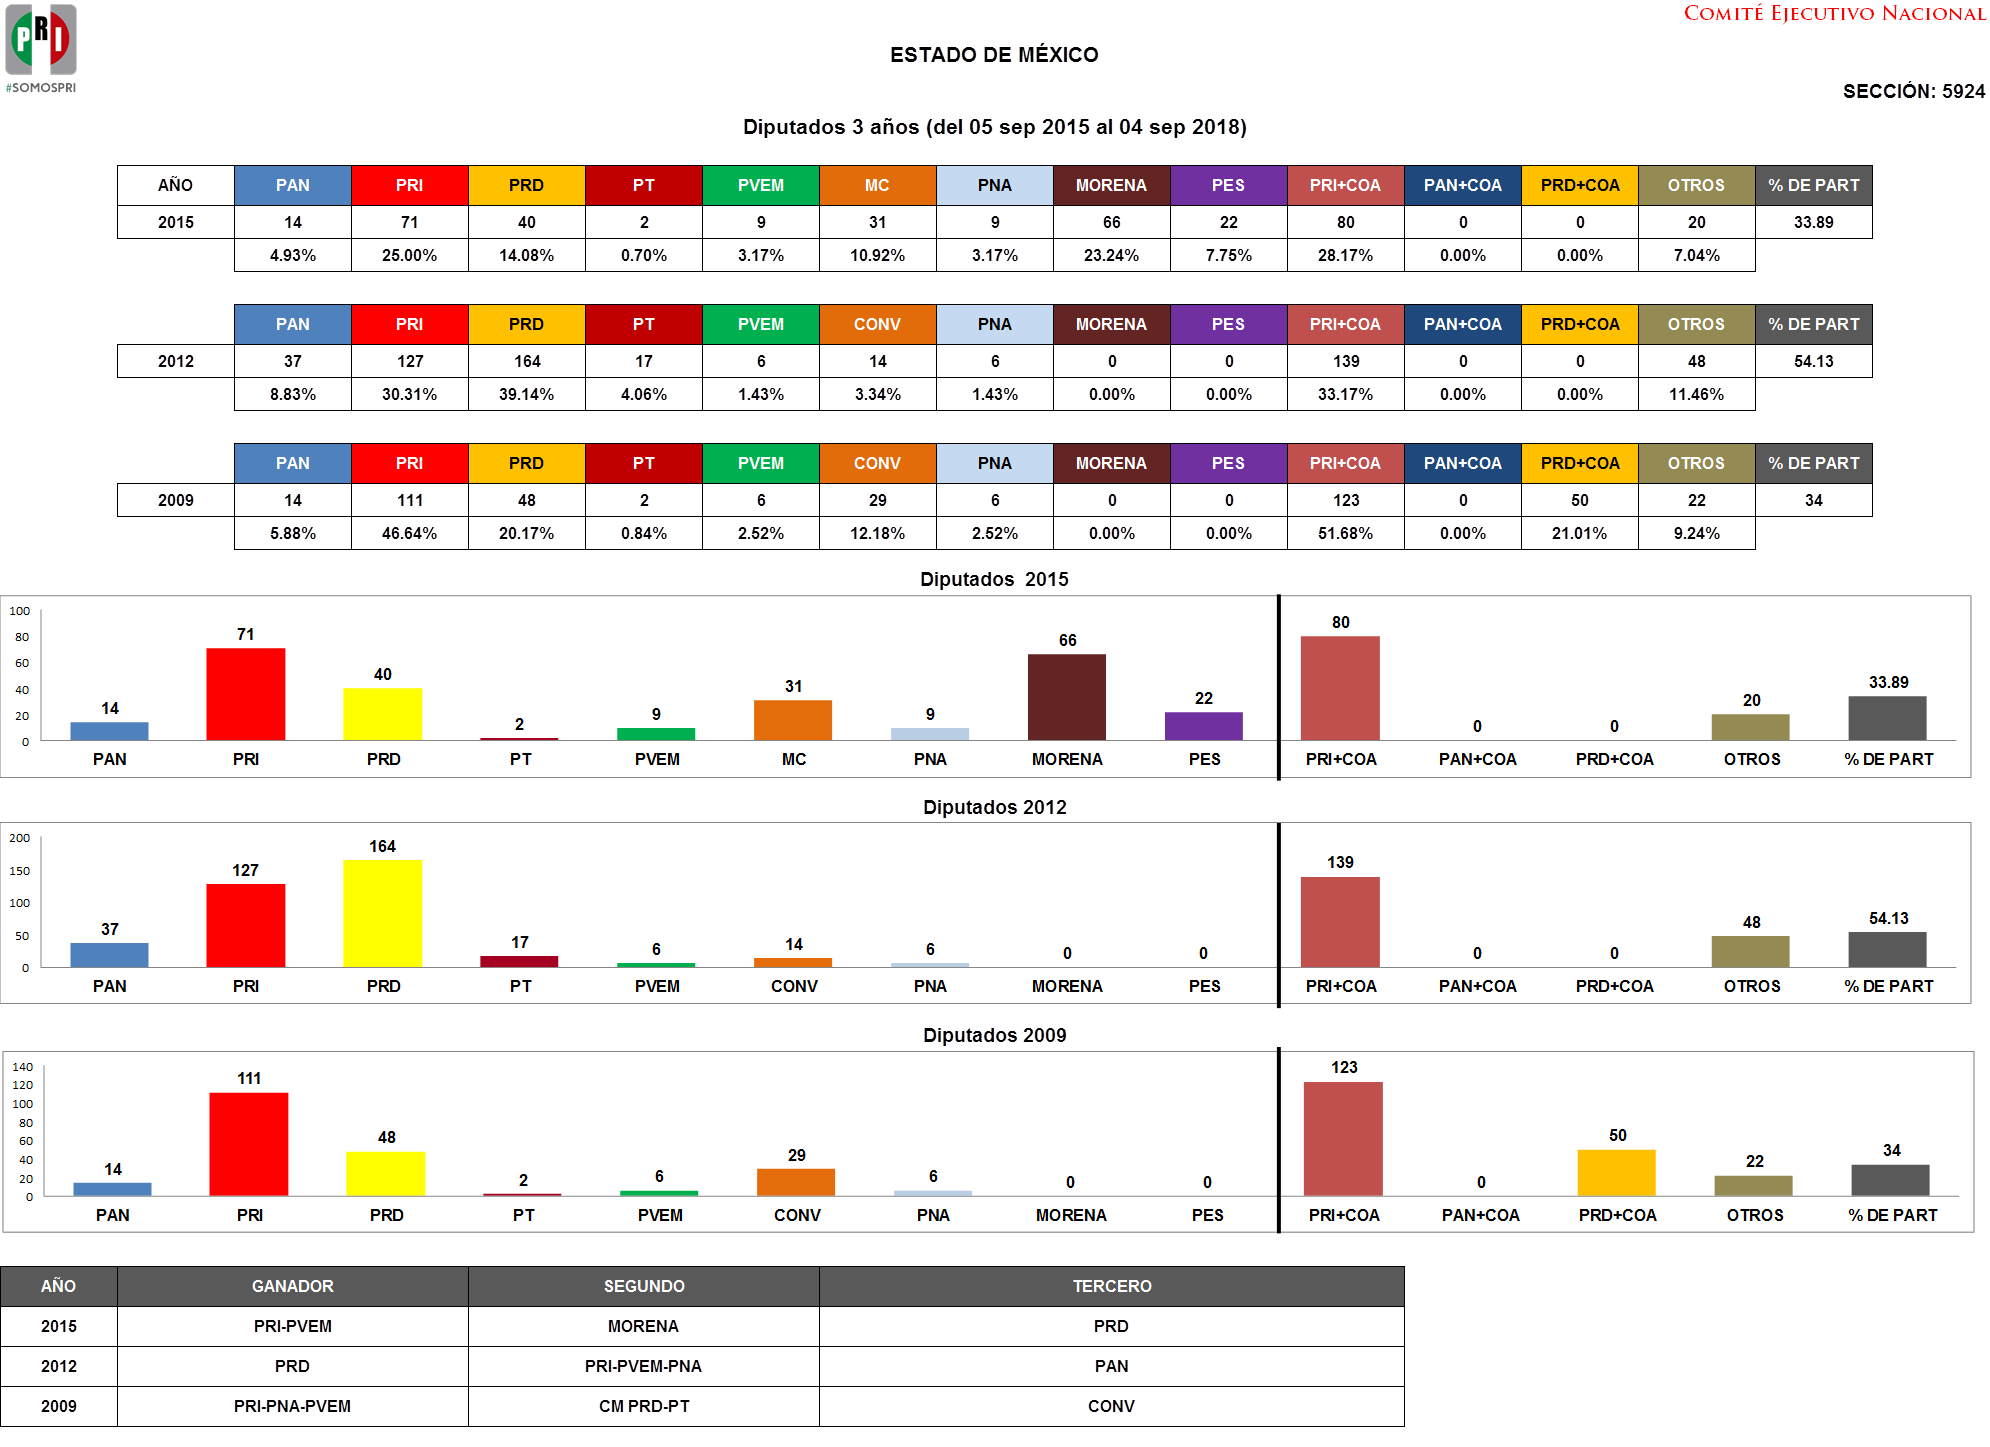 PRI
#SOMOSPRI
COMITÉ EJECUTIVO NACIONAL
ESTADO DE MÉXICO
SECCIÓN: 5924
Diputados 3 años (del 05 sep 2015 al 04 sep 2018)
AÑO PAN PRI PRD PT PVEM MC PNA MORENA PES PRI+COA PAN+COA PRD+COA OTROS % DE PART
2015 14 71 40 2 9 31 9 66 22 80 0 0 20 33.89
4.93% 25.00% 14.08% 0.70% 3.17% 10.92% 3.17% 23.24% 7.75% 28.17% 0.00% 0.00% 7.04%
PAN PRI PRD PT PVEM CONV PNA MORENA PES PRI+COA PAN+COA PRD+COA OTROS % DE PART
2012 37 127 164 17 6 14 6 0 0 139 0 0 48 54.13
8.83% 30.31% 39.14% 4.06% 1.43% 3.34% 1.43% 0.00% 0.00% 33.17% 0.00% 0.00% 11.46%
PAN PRI PRD PT PVEM CONV PNA MORENA PES PRI+COA PAN+COA PRD+COA OTROS % DE PART
2009 14 111 48 2 6 29 6 0 0 123 0 50 22 34
5.88% 46.64% 20.17% 0.84% 2.52% 12.18% 2.52% 0.00% 0.00% 51.68% 0.00% 21.01% 9.24%
Diputados 2015
100
80
60
40
20
0
14 71 40 2 9 31 9 66 22 80 0 0 20 33.89
PAN PRI PRD PT PVEM MC PNA MORENA PES PRI+COA PAN+COA PRD+COA OTROS % DE PART
Diputados 2012
200
150
100
50
0
37 127 164 17 6 14 6 0 0 139 0 0 48 54.13
PAN PRI PRD PT PVEM CONV PNA MORENA PES PRI+COA PAN+COA PRD+COA OTROS % DE PART
Diputados 2009
140
120
100
80
60
40
20
0
14 111 48 2 6 29 6 0 0 123 0 50 22 34
PAN PRI PRD PT PVEM CONV PNA MORENA PES PRI+COA PAN+COA PRD+COA OTROS % DE PART
AÑO GANADOR SEGUNDO TERCERO
2015 PRI-PVEM MORENA PRD
2012 PRD PRI-PVEM-PNA PAN
2009 PRI-PNA-PVEM CM PRD-PT CONV